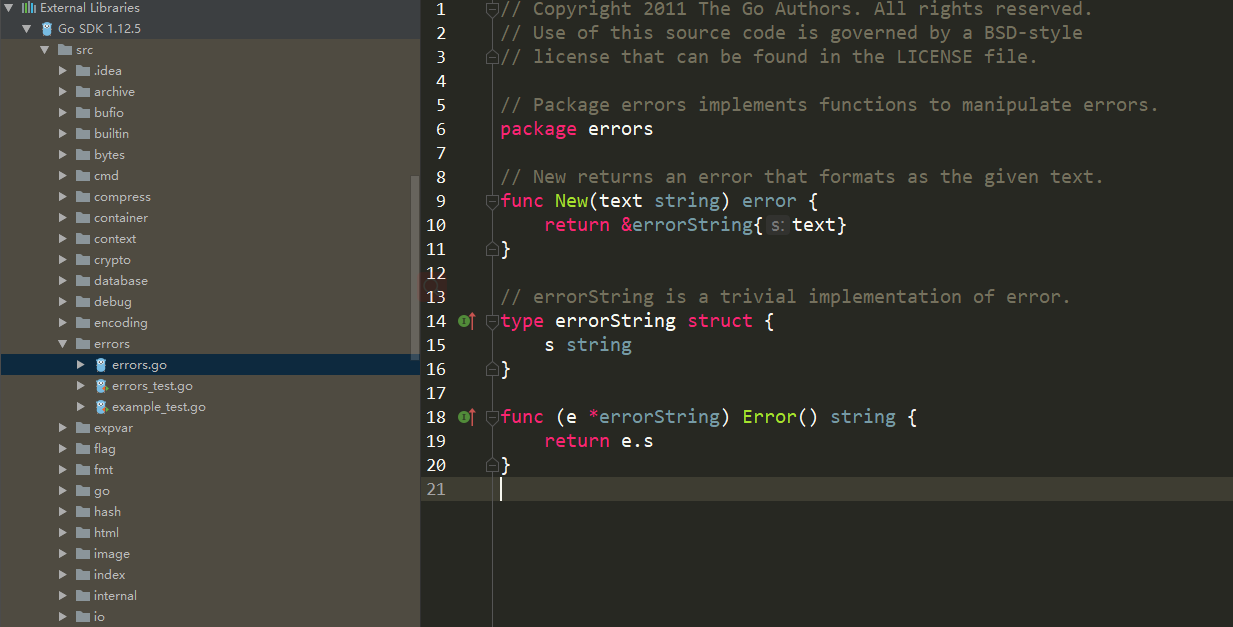 External Libraries
Go SDK 1.12.5
src
.idea
archive
bufio
builtin
bytes
cmd
compress
container
context
crypto
database
debug
encoding
errors
errors.go
errors_test.go
example_test.go
expvar
flag
fmt
go
hash
html
image
index
internal
io
1 // Copyright 2011 The Go Authors. All rights reserved.
2 // Use of this source code is governed by a BSD-style
3 // license that can be found in the LICENSE file.
4
5 // Package errors implements functions to manipulate errors.
6 package errors
7
8 // New returns an error that formats as the given text.
9 func New(text string) error {
10     return &errorString{ s: text}
11 }
12
13 // errorString is a trivial implementation of error.
14 type errorString struct {
15     s string
16 }
17
18 func (e *errorString) Error() string {
19     return e.s
20 }
21